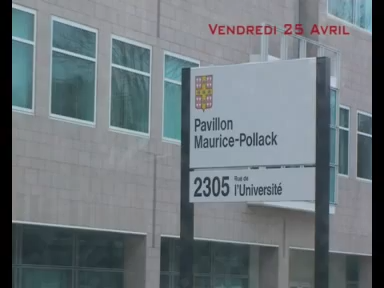 Vendredi 25 Avril
Pavillon
Maurice-Pollack
2305 Rue de
l'Université